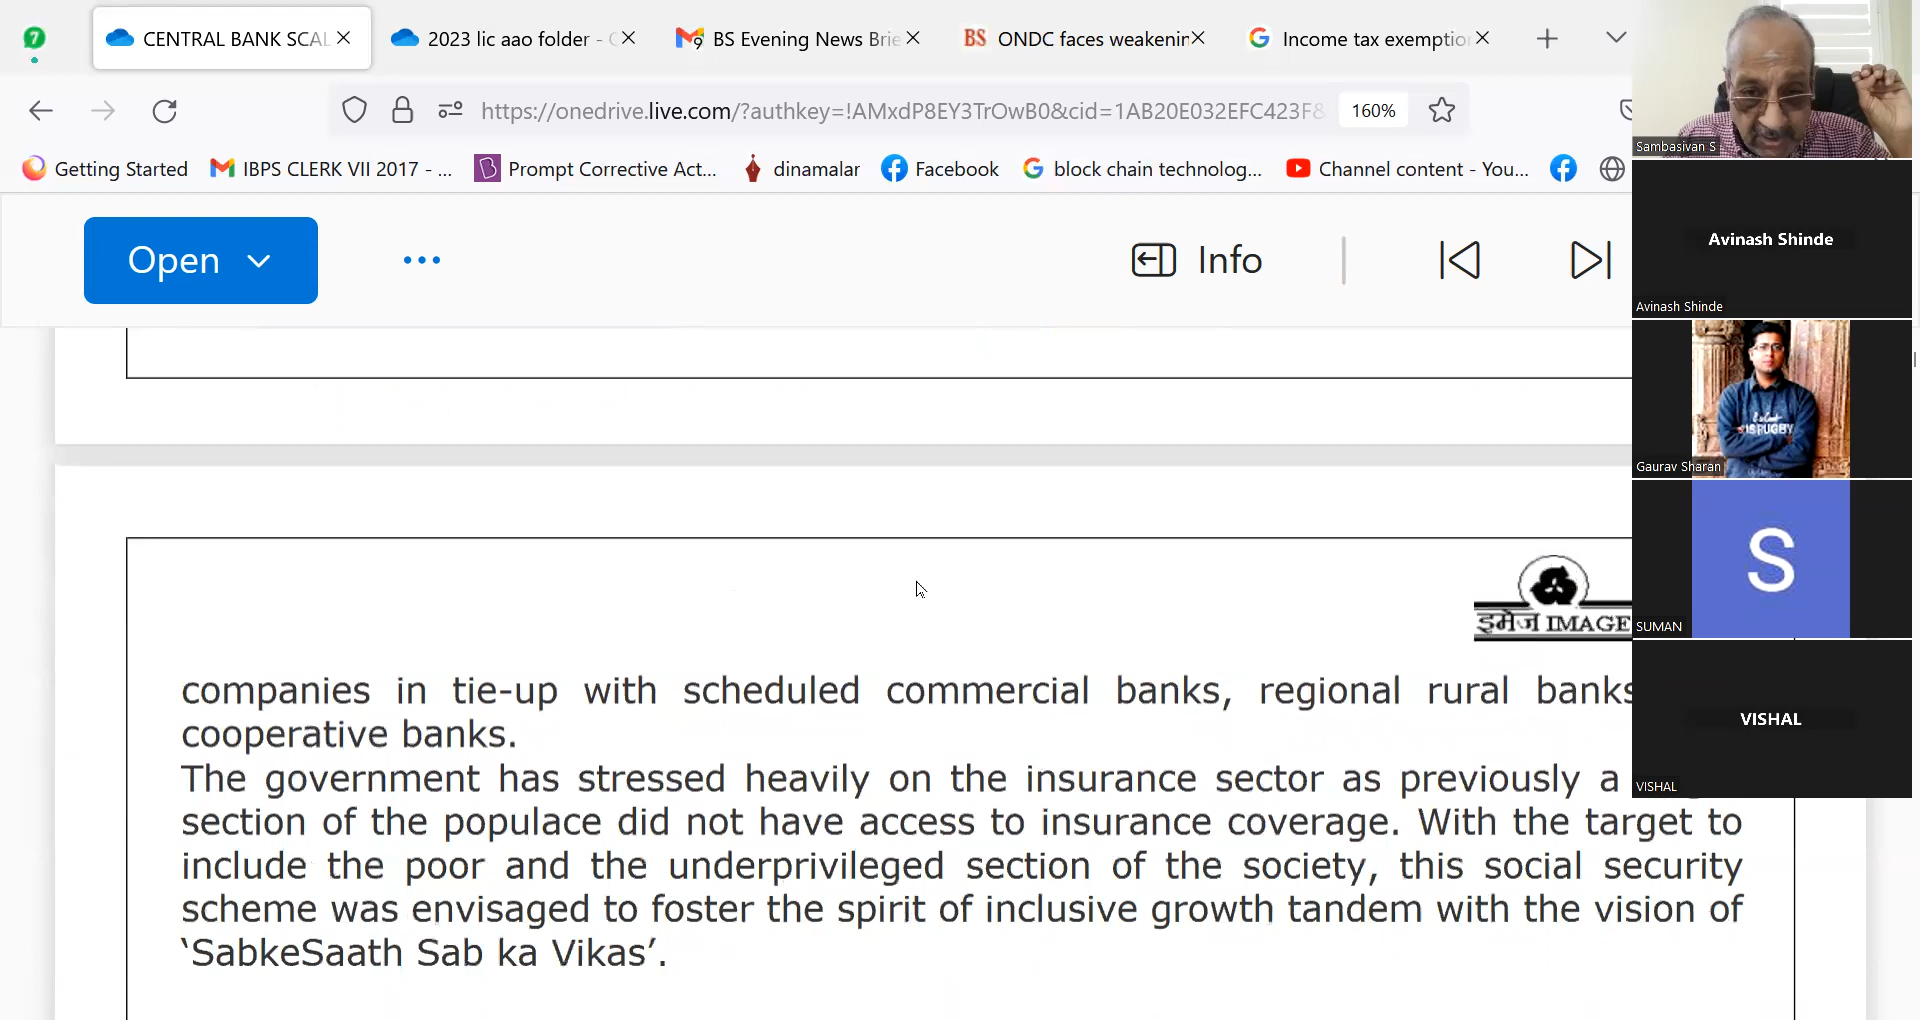 7
CENTRAL BANK SCAL
2023 lic aao folder -
9
BS Evening News Brie
BS
ONDC faces weakenin
Income tax exemptio
https://onedrive.live.com/?authkey=!AMxdP8EY3TrOwB0&cid=1AB20E032EFC423F&
160%
Getting Started
IBPS CLERK VII 2017 - ...
Prompt Corrective Act...
dinamalar
Facebook
block chain technolog...
Channel content - You...
Open
Info
Sambasivan S
Avinash Shinde
Avinash Shinde
Gaurav Sharan
S
SUMAN
VISHAL
VISHAL
इमेज IMAGE
companies in tie-up with scheduled commercial banks, regional rural banks
cooperative banks.
The government has stressed heavily on the insurance sector as previously a
section of the populace did not have access to insurance coverage. With the target to
include the poor and the underprivileged section of the society, this social security
scheme was envisaged to foster the spirit of inclusive growth tandem with the vision of
‘SabkeSaath Sab ka Vikas’.